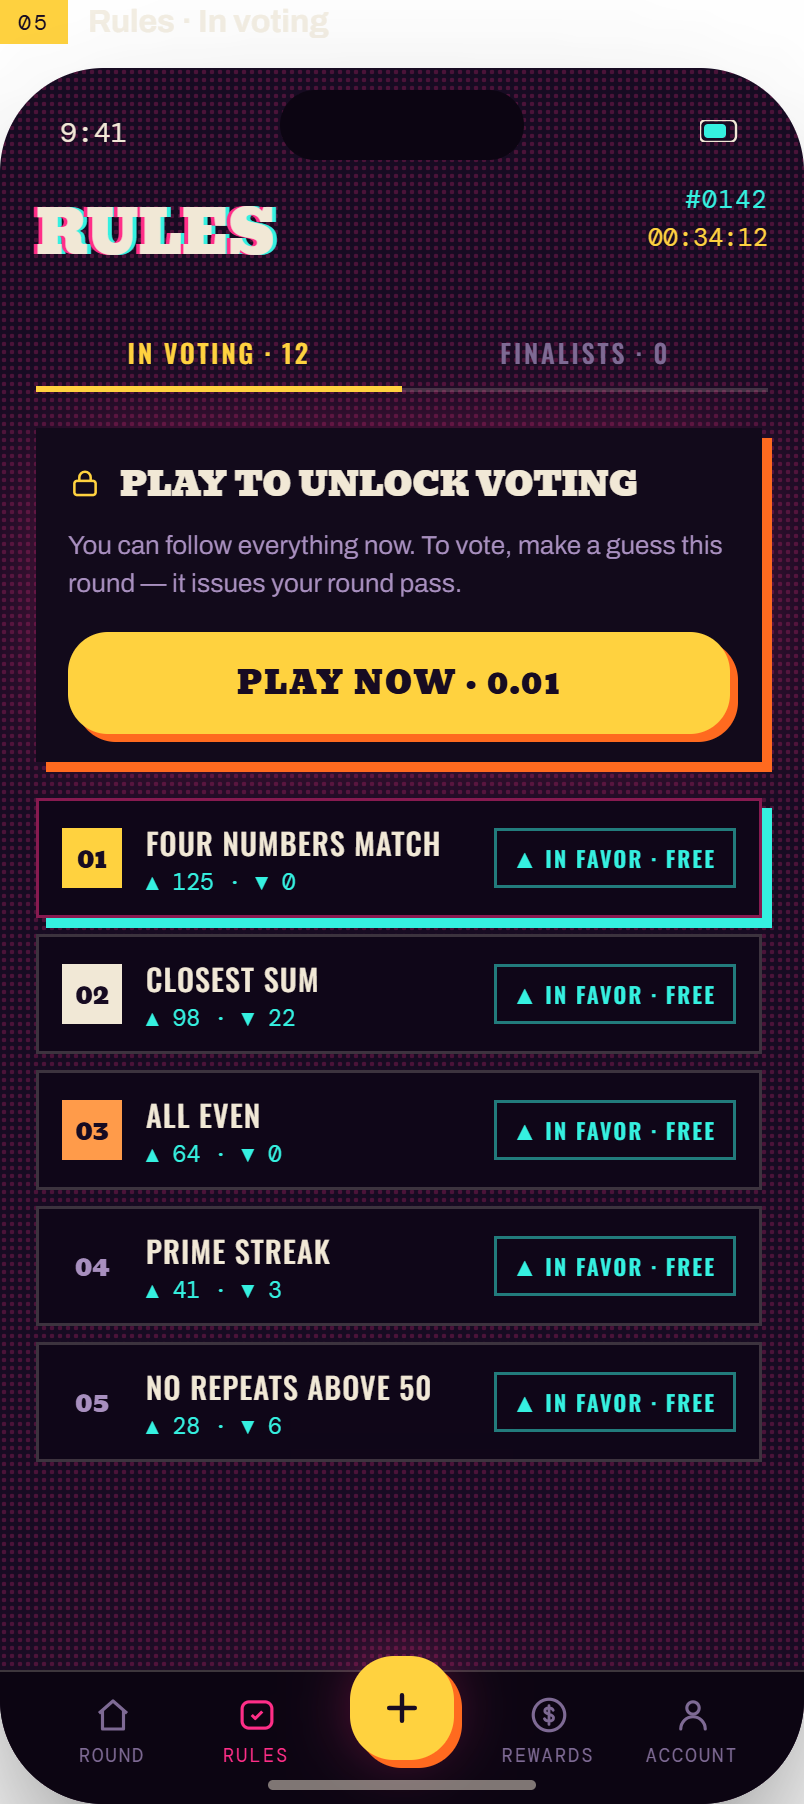 05 Rules · In voting
9:41
RULES
#0142
00:34:12
IN VOTING · 12
FINALISTS · 0
PLAY TO UNLOCK VOTING
You can follow everything now. To vote, make a guess this
round — it issues your round pass.
PLAY NOW · 0.01
01
FOUR NUMBERS MATCH
▲ 125 · ▼ 0
▲ IN FAVOR · FREE
02
CLOSEST SUM
▲ 98 · ▼ 22
▲ IN FAVOR · FREE
03
ALL EVEN
▲ 64 · ▼ 0
▲ IN FAVOR · FREE
04
PRIME STREAK
▲ 41 · ▼ 3
▲ IN FAVOR · FREE
05
NO REPEATS ABOVE 50
▲ 28 · ▼ 6
▲ IN FAVOR · FREE
ROUND
RULES
+
REWARDS
ACCOUNT